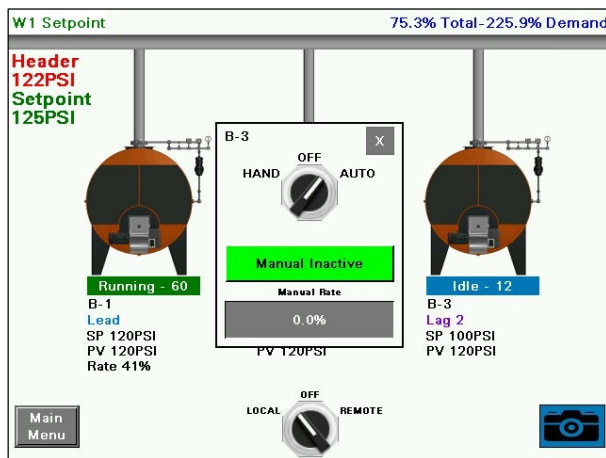 W1 Setpoint
75.3% Total-225.9% Demand
Header
122PSI
Setpoint
125PSI
B-3
X
OFF
HAND
AUTO
Manual Inactive
Manual Rate
0.0%
Running - 60
B-1
Lead
SP 120PSI
PV 120PSI
Rate 41%
PV 120PSI
Idle - 12
B-3
Lag 2
SP 100PSI
PV 120PSI
Main
Menu
OFF
LOCAL
REMOTE